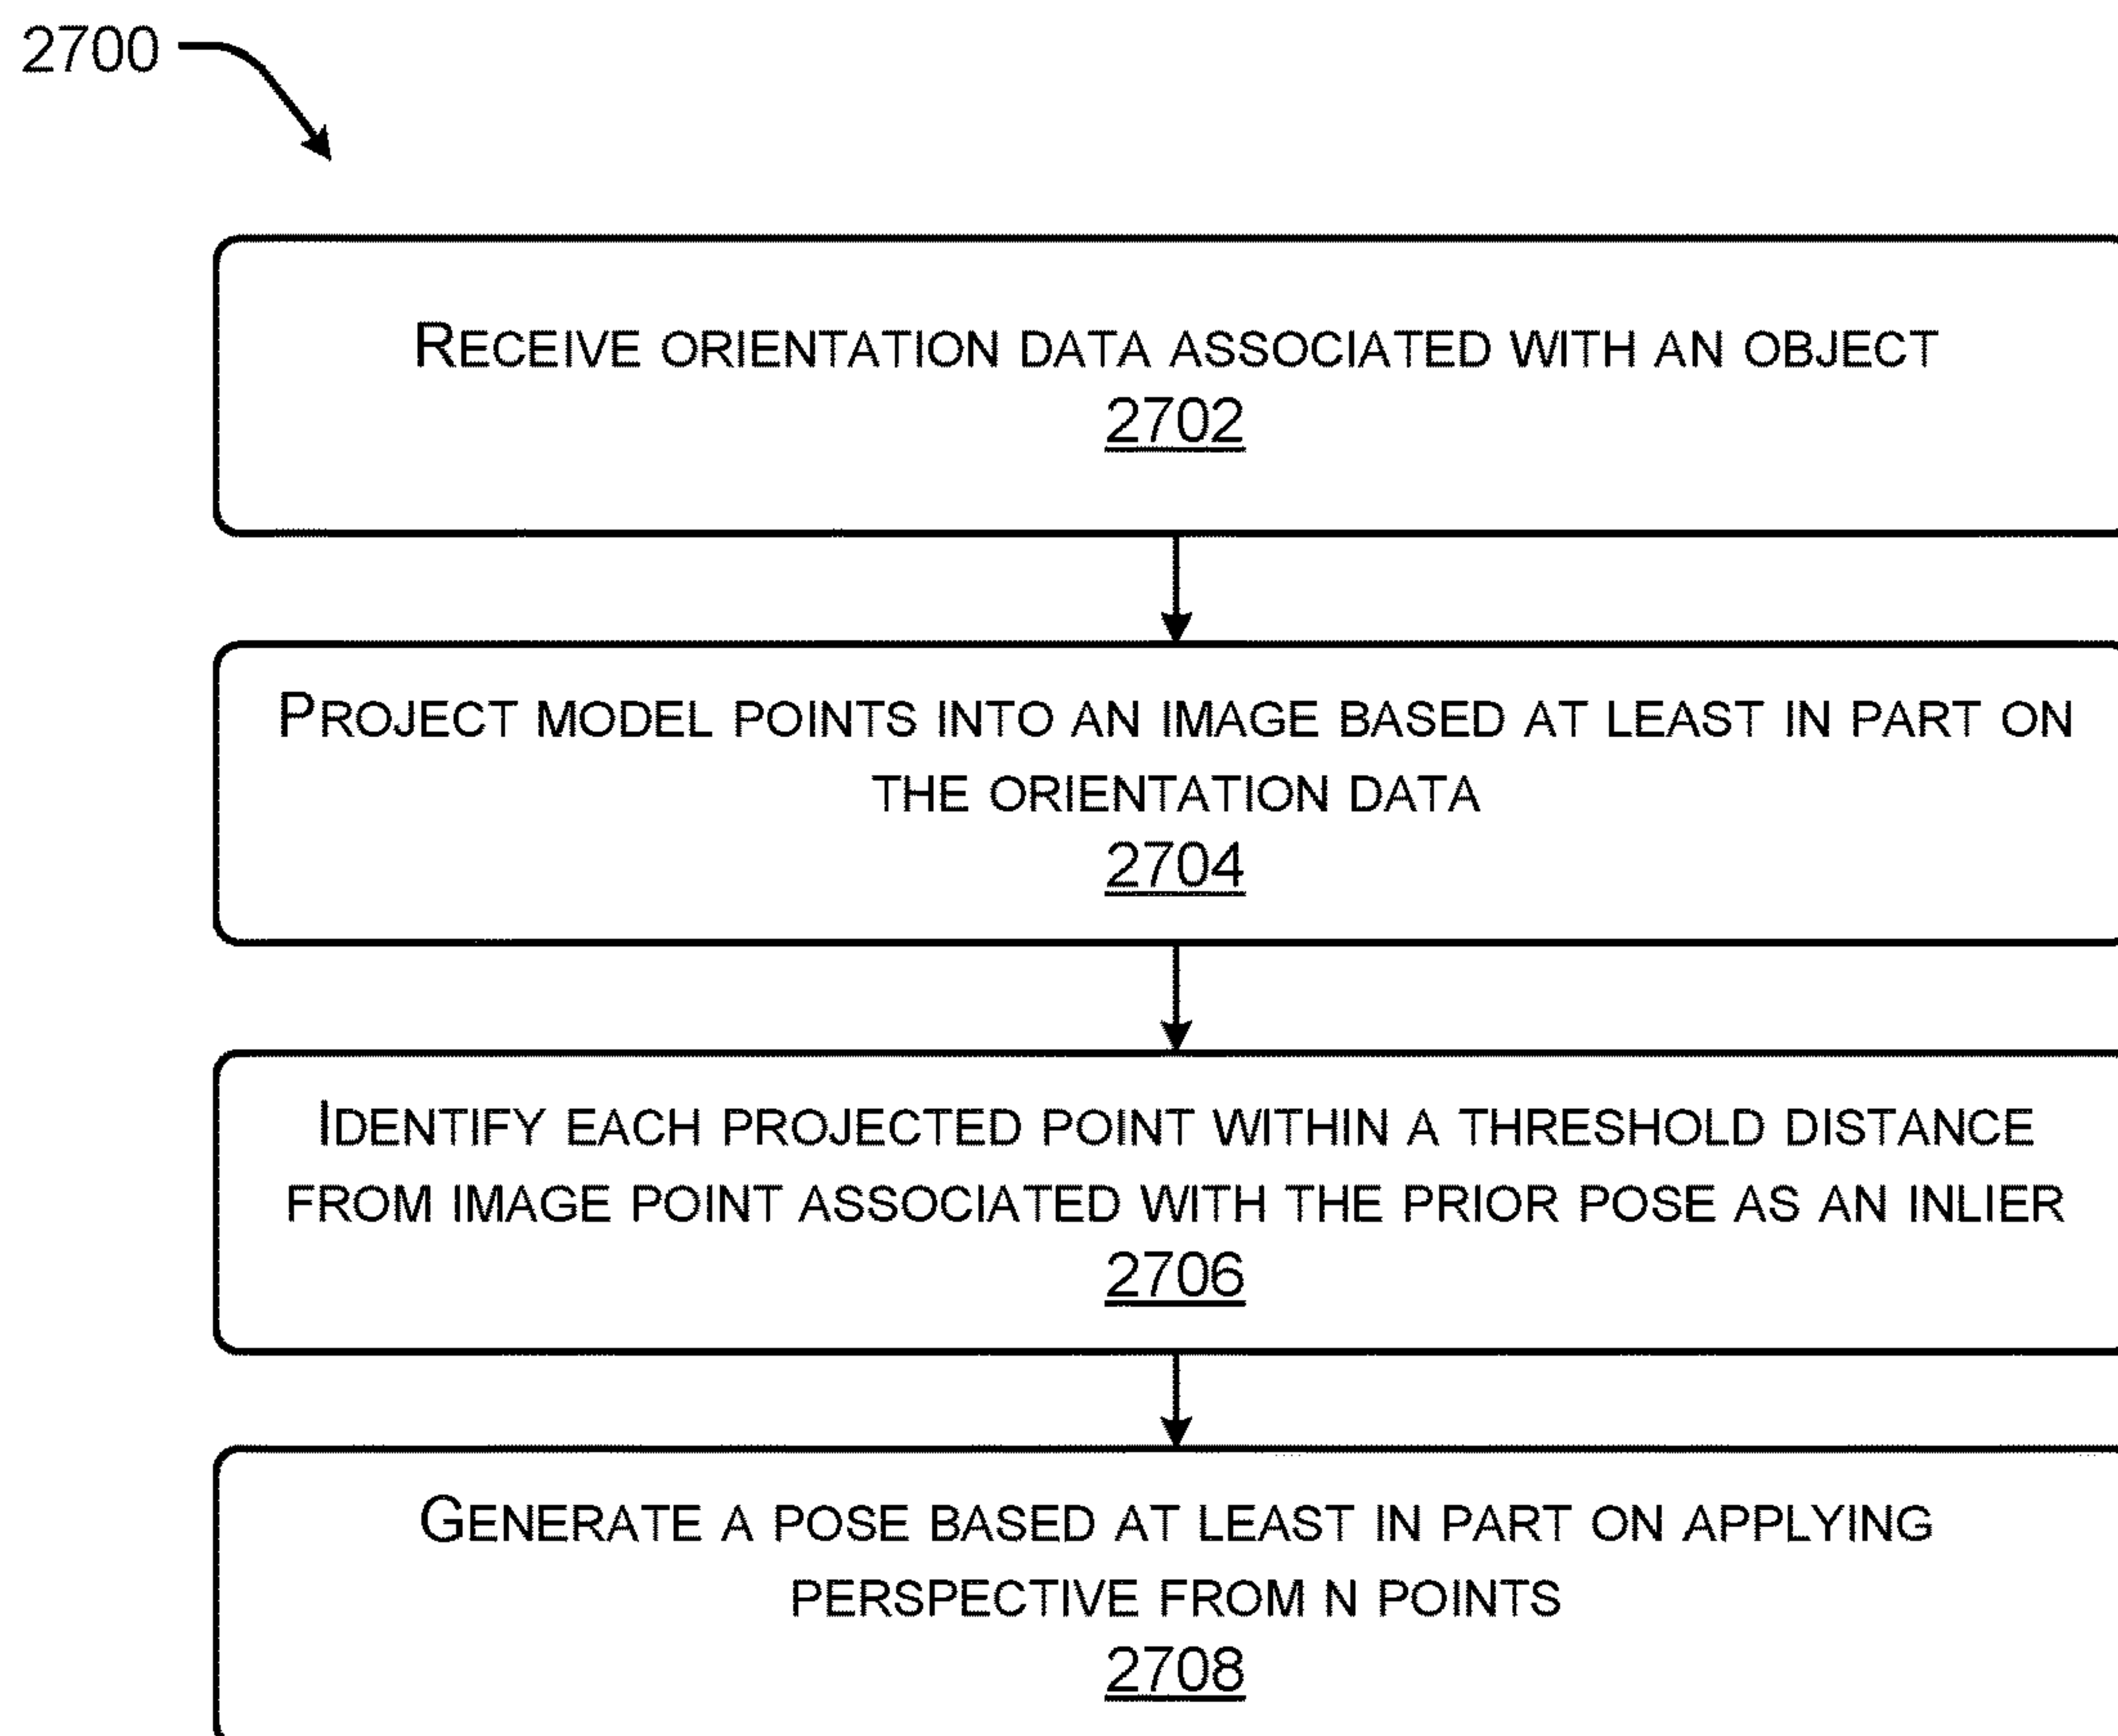 2700
RECEIVE ORIENTATION DATA ASSOCIATED WITH AN OBJECT
2702
PROJECT MODEL POINTS INTO AN IMAGE BASED AT LEAST IN PART ON
THE ORIENTATION DATA
2704
IDENTIFY EACH PROJECTED POINT WITHIN A THRESHOLD DISTANCE
FROM IMAGE POINT ASSOCIATED WITH THE PRIOR POSE AS AN INLIER
2706
GENERATE A POSE BASED AT LEAST IN PART ON APPLYING
PERSPECTIVE FROM N POINTS
2708